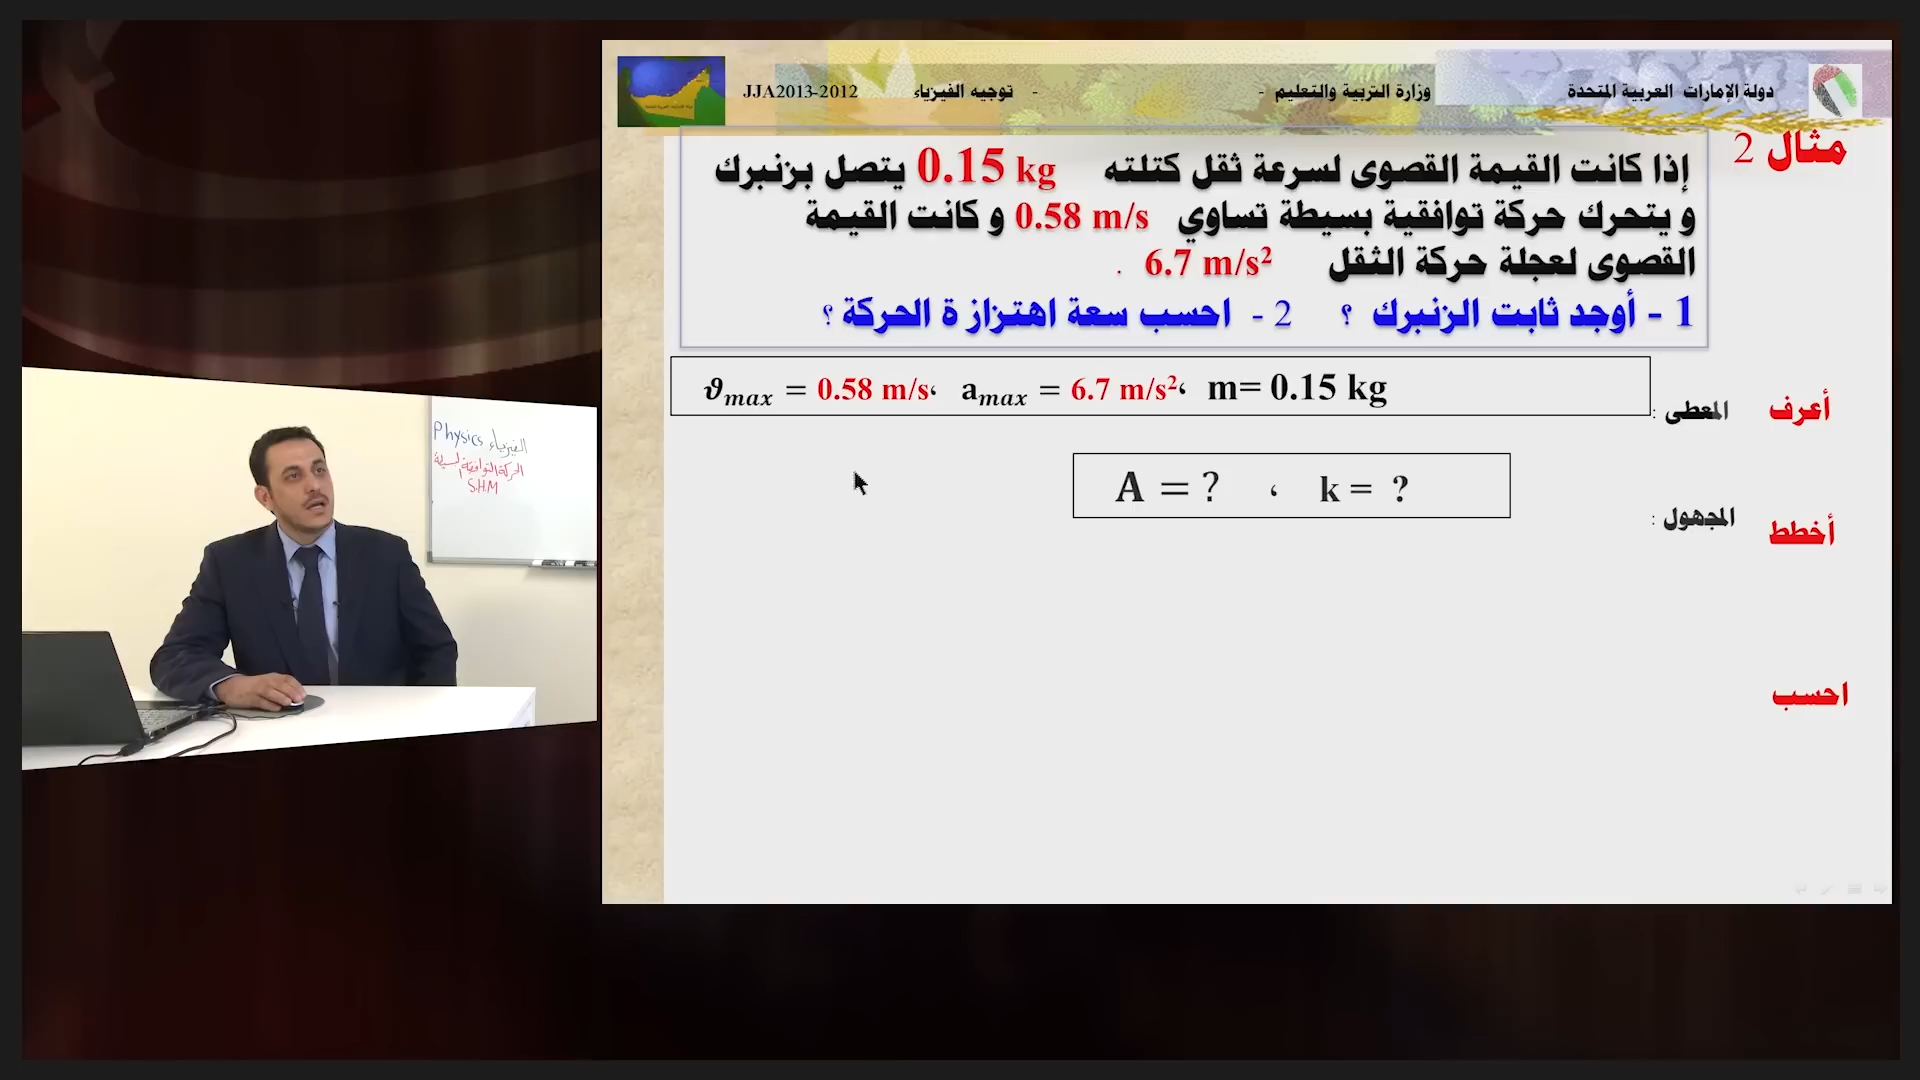 دولة الإمارات العربية المتحدة
وزارة التربية والتعليم -
- توجيه الفيزياء
JJA2013-2012
مثال 2
إذا كانت القيمة القصوى لسرعة ثقل كتلته 0.15 kg يتصل بزنبرك
و يتحرك حركة توافقية بسيطة تساوي 0.58 m/s و كانت القيمة
القصوى لعجلة حركة الثقل 6.7 m/s² .
1 - أوجد ثابت الزنبرك ؟ 2 - احسب سعة اهتزاز ة الحركة ؟
أعرف
المعطى :
ϑmax = 0.58 m/s، amax = 6.7 m/s²، m= 0.15 kg
أخطط
المجهول :
A = ? ، k = ?
احسب
Physics الفيزياء
الحركة التوافقية البسيطة
S.H.M